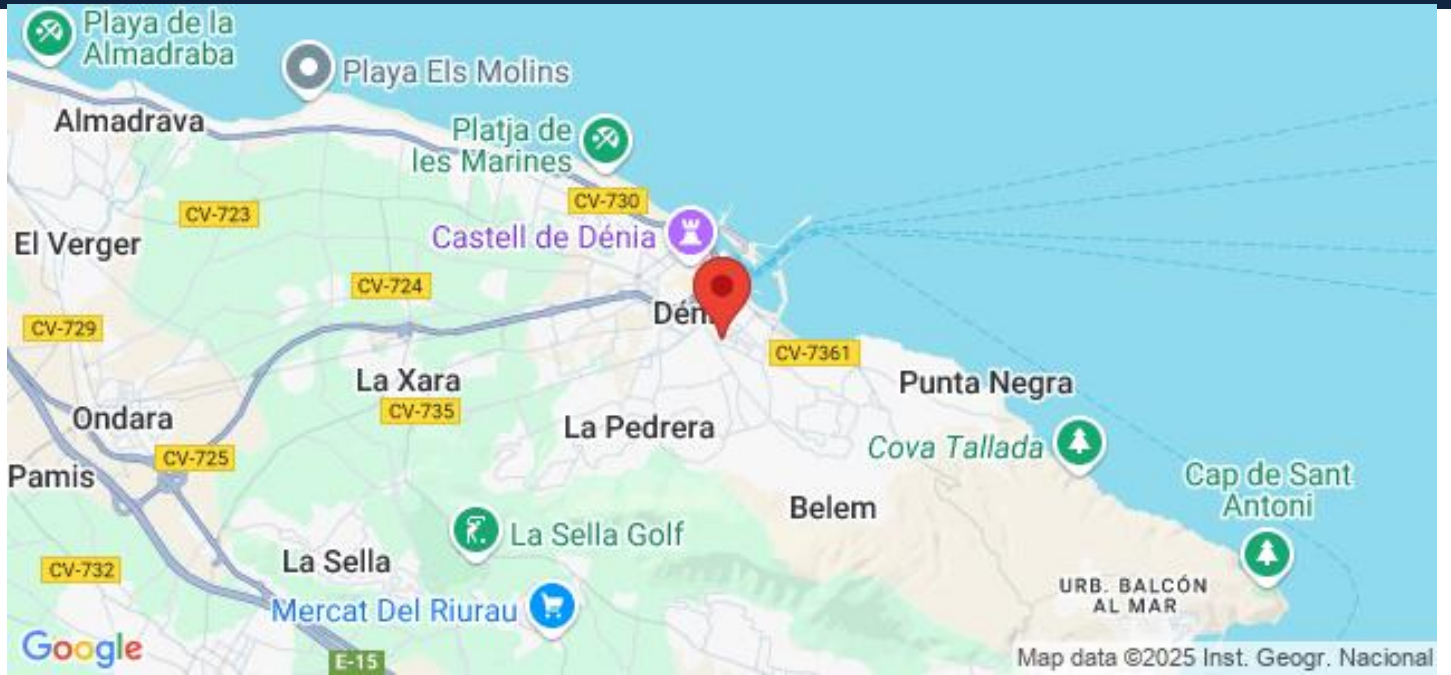 Playa de la
Almadraba
Playa Els Molins
Almadrava
Platja de
les Marines
CV-730
CV-723
Castell de Dénia
El Verger
CV-724
CV-729
CV-7361
La Xara
Punta Negra
CV-735
Ondara
La Pedrera
Cova Tallada
CV-725
Pamis
Cap de Sant
Antoni
Belem
La Sella Golf
La Sella
CV-732
URB. BALCÓN
AL MAR
Mercat Del Riurau
Google
E-15
Map data ©2025 Inst. Geogr. Nacional